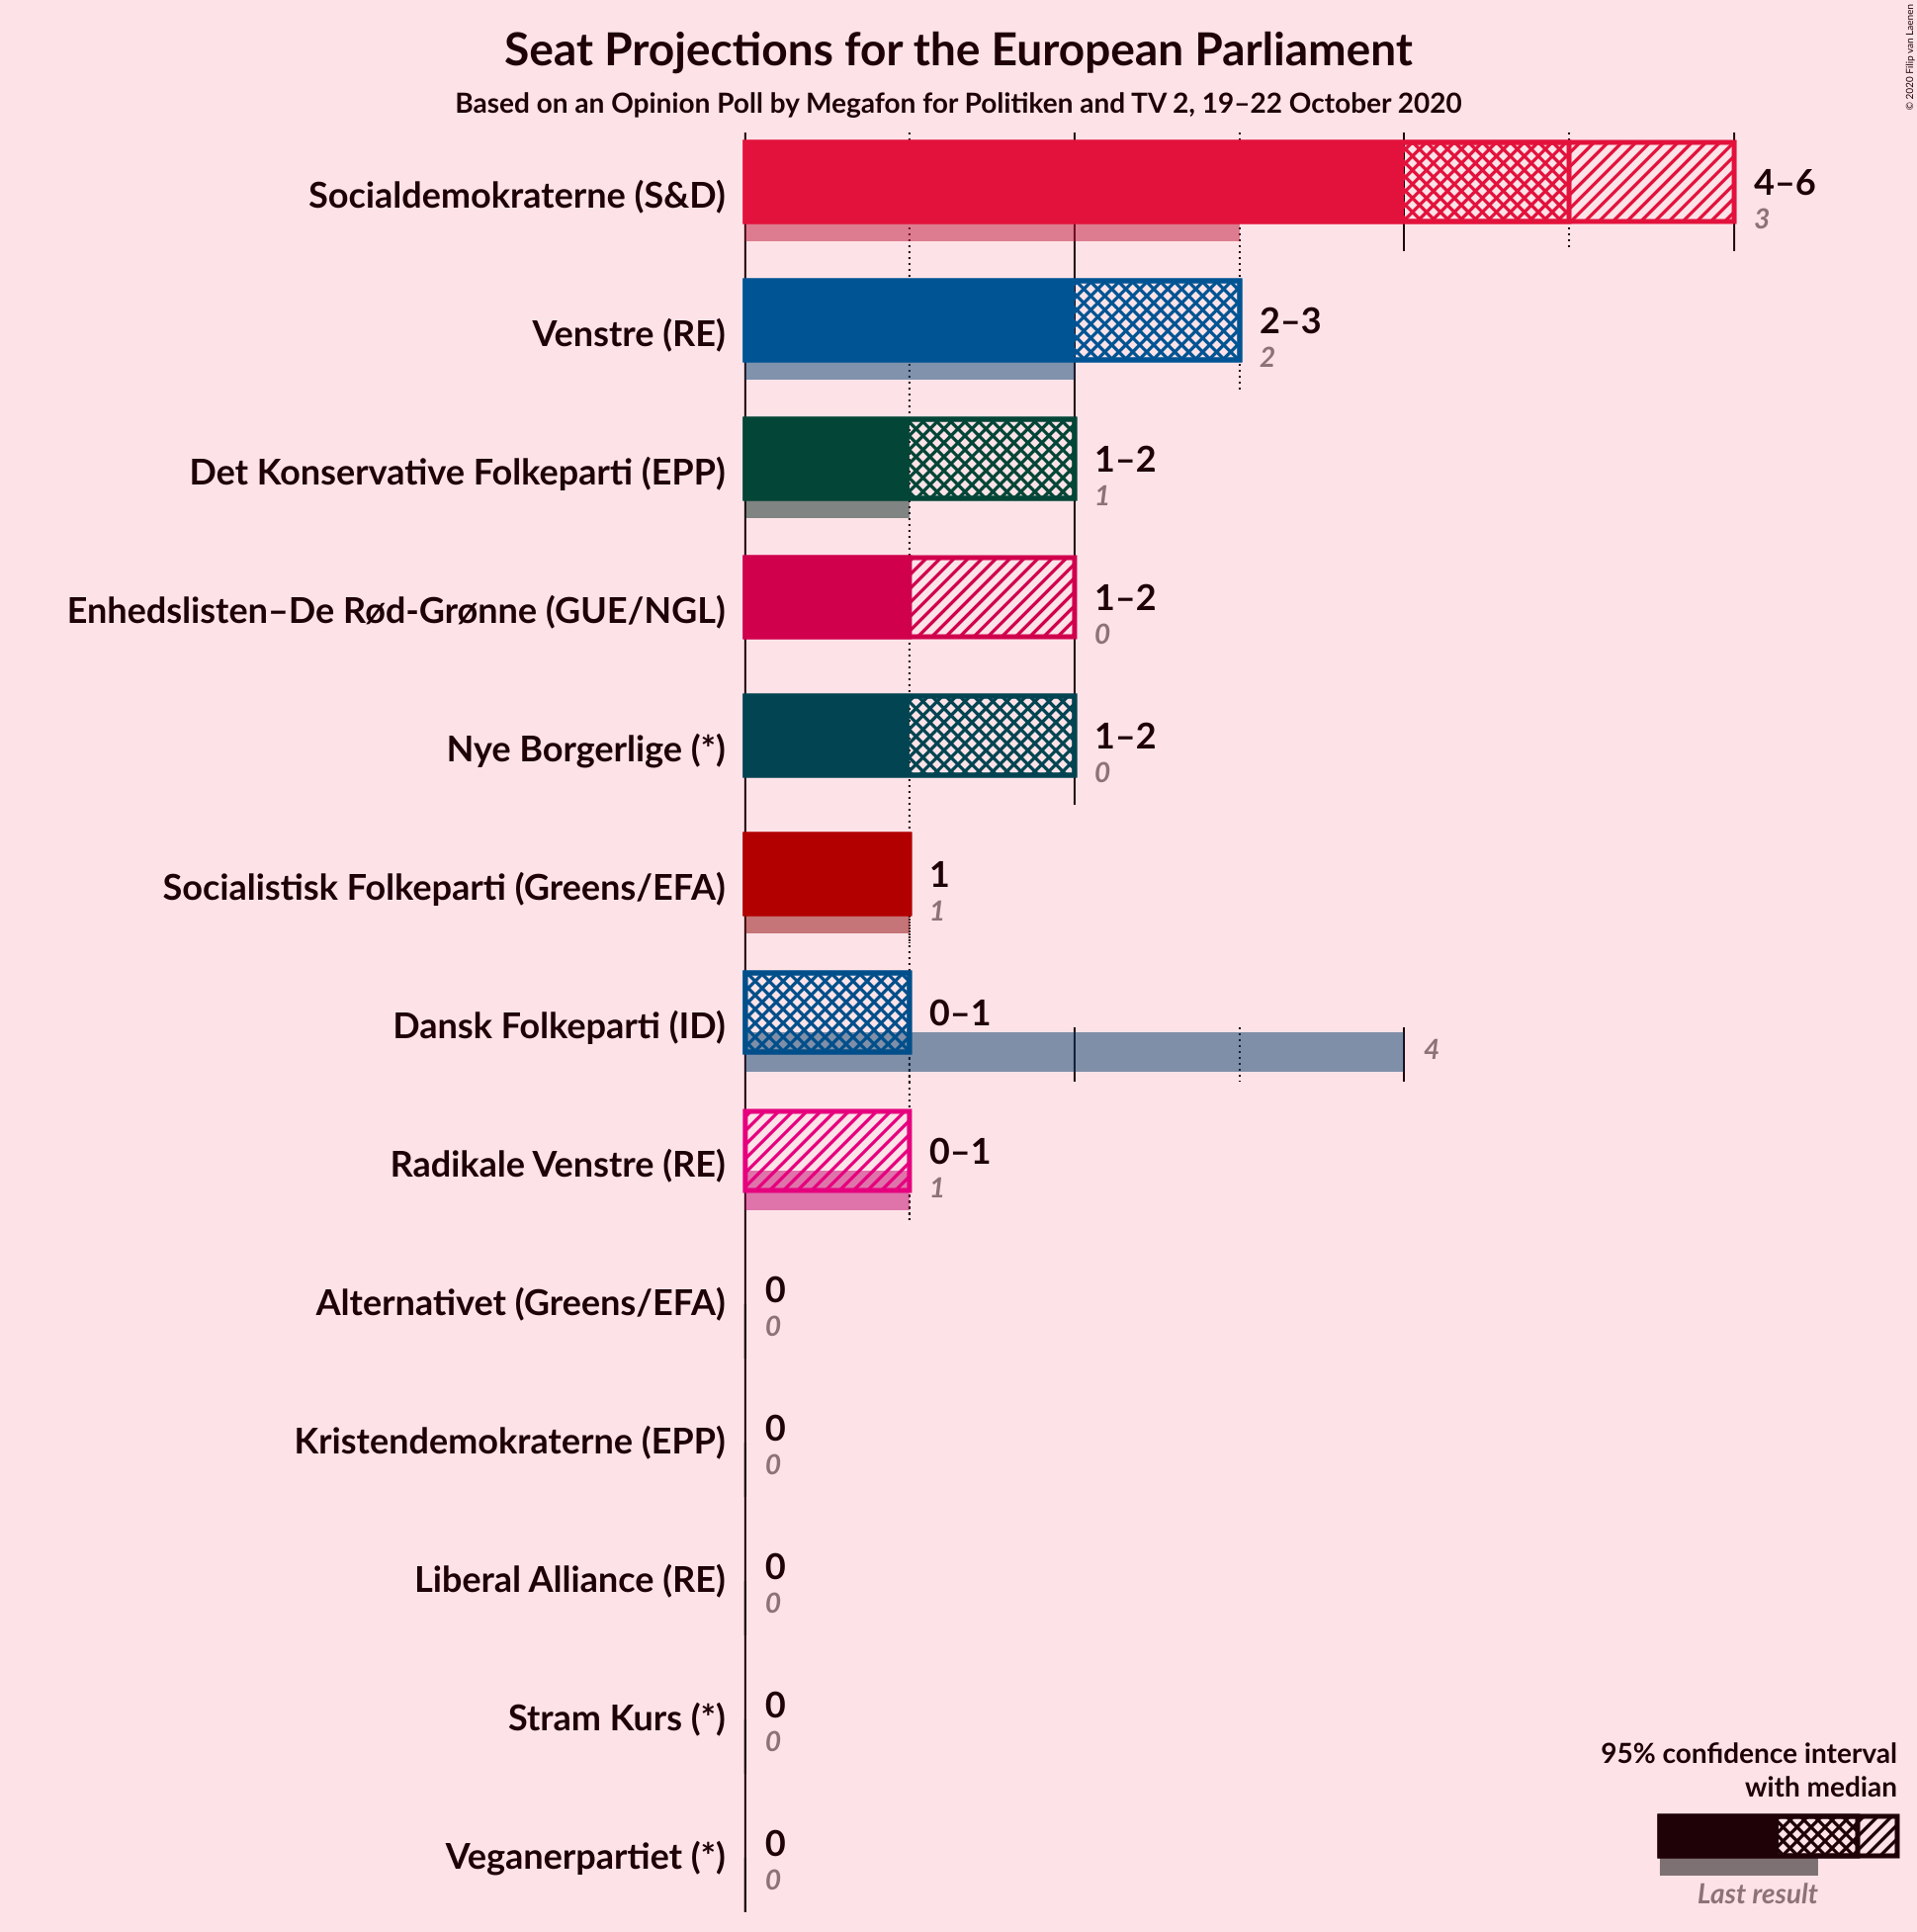 Seat Projections for the European Parliament
Based on an Opinion Poll by Megafon for Politiken and TV 2, 19–22 October 2020
© 2020 Filip van Laenen
Socialdemokraterne (S&D)
4–6
3
Venstre (RE)
2–3
2
Det Konservative Folkeparti (EPP)
1–2
1
Enhedslisten–De Rød-Grønne (GUE/NGL)
1–2
0
Nye Borgerlige (*)
1–2
0
Socialistisk Folkeparti (Greens/EFA)
1
1
Dansk Folkeparti (ID)
0–1
4
Radikale Venstre (RE)
0–1
1
Alternativet (Greens/EFA)
0
0
Kristendemokraterne (EPP)
0
0
Liberal Alliance (RE)
0
0
Stram Kurs (*)
0
0
Veganerpartiet (*)
0
0
95% confidence interval
with median
Last result